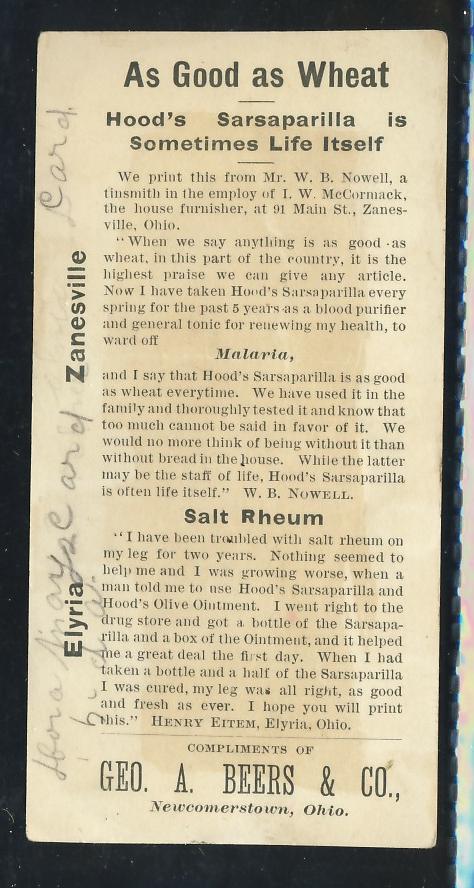 As Good as Wheat
Hood's Sarsaparilla is
Sometimes Life Itself
We print this from Mr. W. B. Nowell, a
tinsmith in the employ of I. W. McCormack,
the house furnisher, at 91 Main St., Zanes-
ville, Ohio.
"When we say anything is as good as
wheat, in this part of the country, it is the
highest praise we can give any article.
Now I have taken Hood's Sarsaparilla every
spring for the past 5 years as a blood purifier
and general tonic for renewing my health, to
ward off
Malaria,
and I say that Hood's Sarsaparilla is as good
as wheat everytime. We have used it in the
family and thoroughly tested it and know that
too much cannot be said in favor of it. We
would no more think of being without it than
without bread in the house. While the latter
may be the staff of life, Hood's Sarsaparilla
is often life itself." W. B. NOWELL.
Salt Rheum
"I have been troubled with salt rheum on
my leg for two years. Nothing seemed to
help me and I was growing worse, when a
man told me to use Hood's Sarsaparilla and
Hood's Olive Ointment. I went right to the
drug store and got a bottle of the Sarsapa-
rilla and a box of the Ointment, and it helped
me a great deal the first day. When I had
taken a bottle and a half of the Sarsaparilla
I was cured, my leg was all right, as good
and fresh as ever. I hope you will print
this." HENRY EITEM, Elyria, Ohio.
COMPLIMENTS OF
GEO. A. BEERS & CO.,
Newcomerstown, Ohio.
Elyria
Zanesville
Card